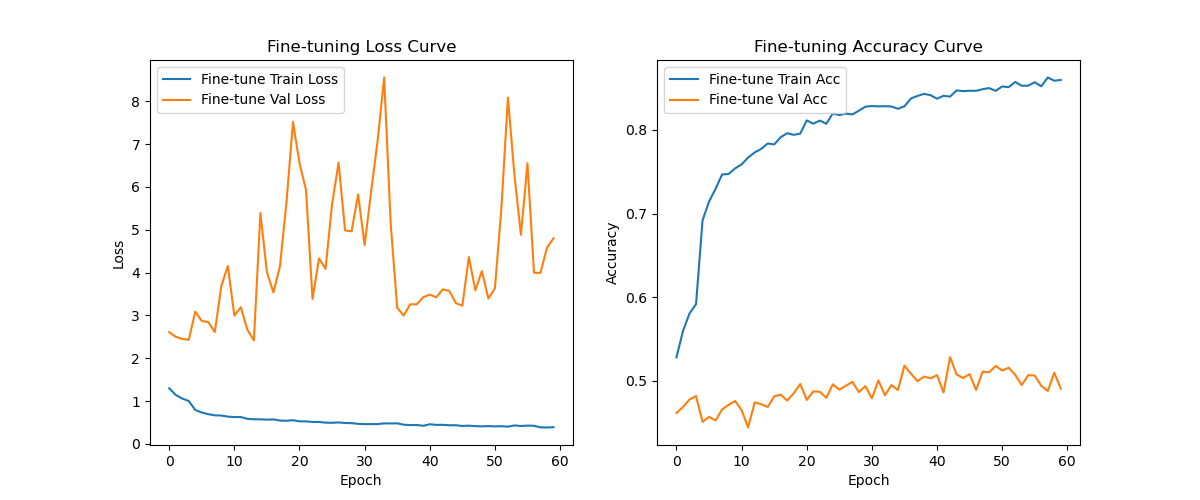 Fine-tuning Loss Curve
Fine-tune Train Loss
Fine-tune Val Loss
8
7
6
5
4
3
2
1
0
Loss
0 10 20 30 40 50 60
Epoch
Fine-tuning Accuracy Curve
Fine-tune Train Acc
Fine-tune Val Acc
0.8
0.7
0.6
0.5
Accuracy
0 10 20 30 40 50 60
Epoch